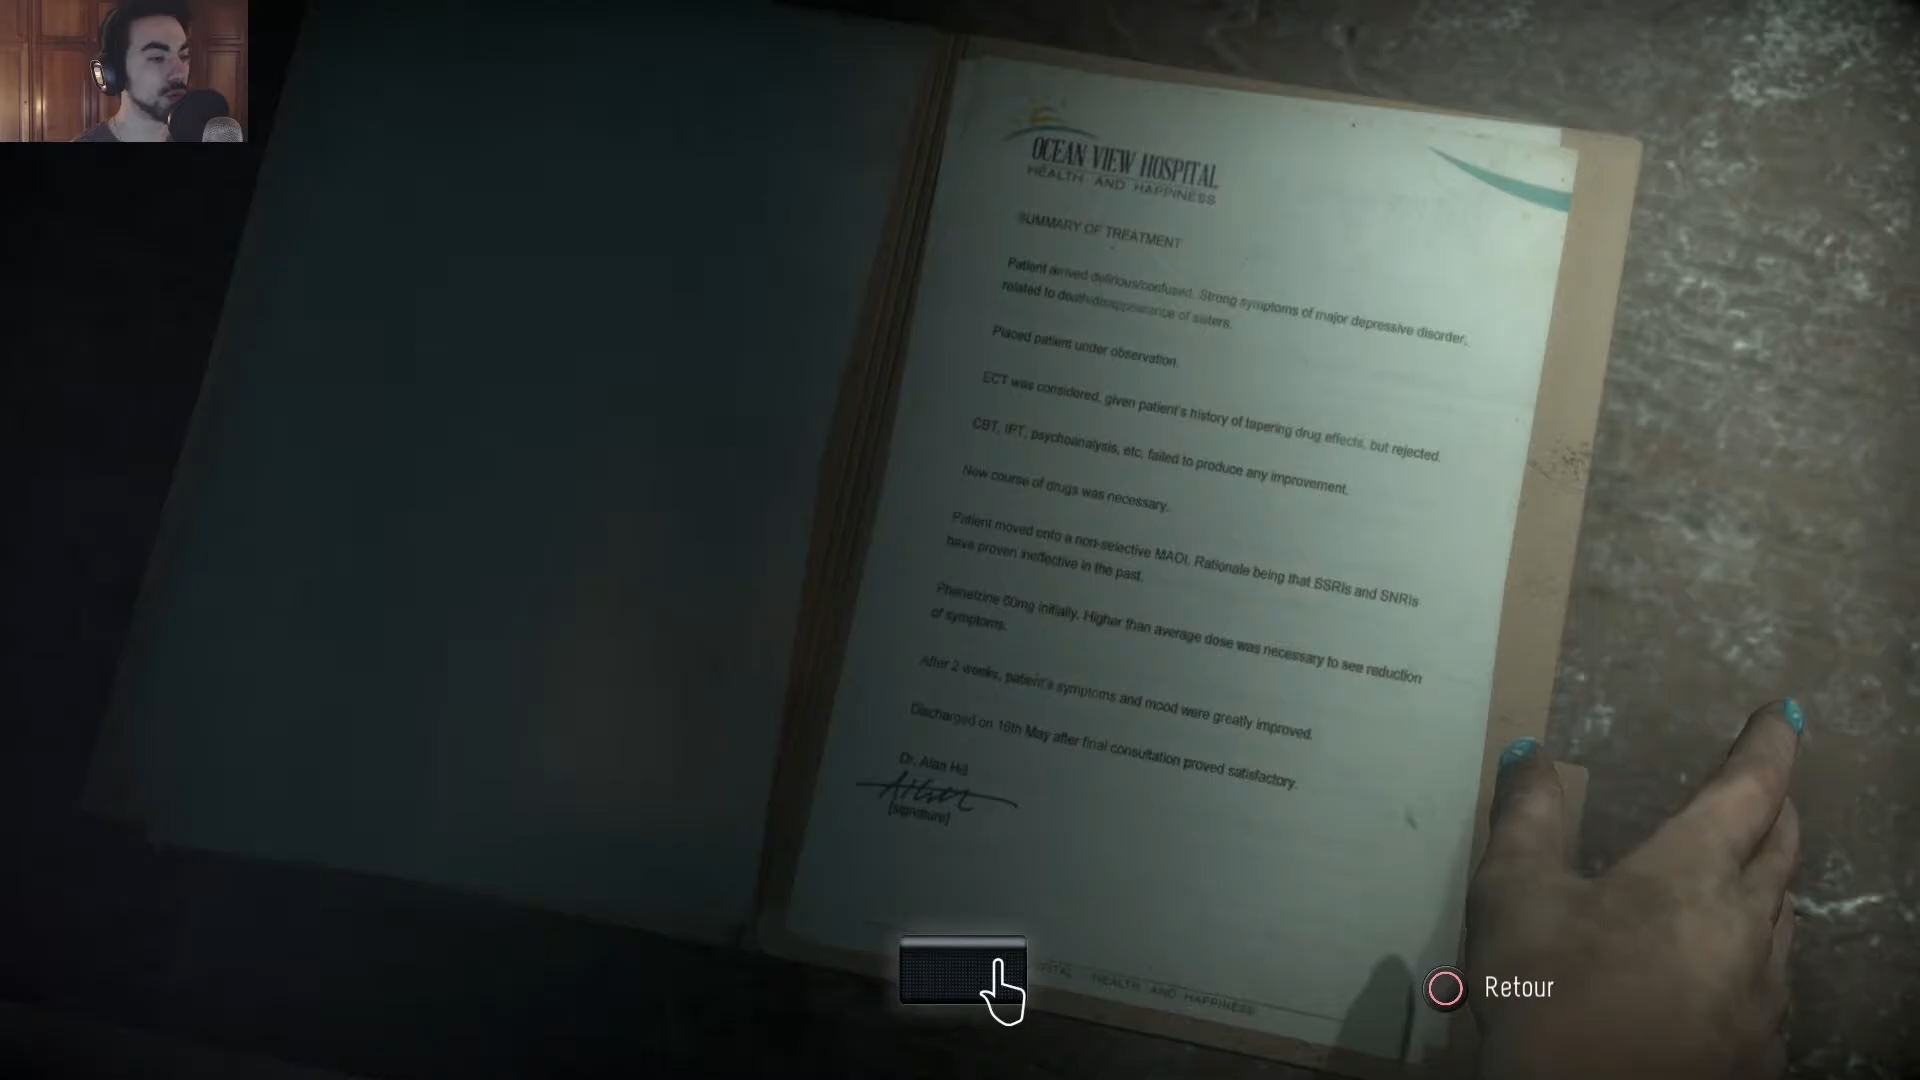 OCEAN VIEW HOSPITAL
HEALTH AND HAPPINESS
SUMMARY OF TREATMENT
Patient arrived delirious/confused. Strong symptoms of major depressive disorder,
related to death/disappearance of sisters.
Placed patient under observation.
ECT was considered, given patient's history of tapering drug effects, but rejected.
CBT, IPT, psychoanalysis, etc. failed to produce any improvement.
New course of drugs was necessary.
Patient moved onto a non-selective MAOI. Rationale being that SSRIs and SNRIs
have proven ineffective in the past.
Phenelzine 60mg initially. Higher than average dose was necessary to see reduction
of symptoms.
After 2 weeks, patient's symptoms and mood were greatly improved.
Discharged on 16th May after final consultation proved satisfactory.
Dr. Alan Hill
[signature]
HEALTH AND HAPPINESS
Retour